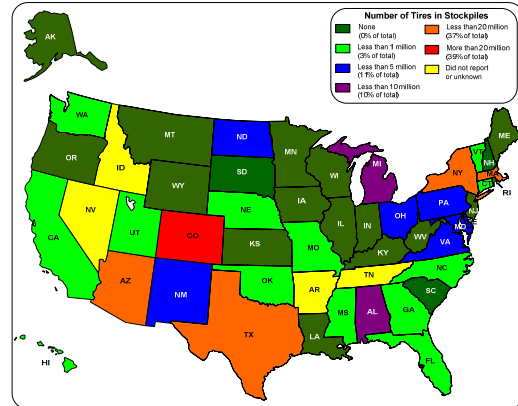 Number of Tires in Stockpiles
None
(0% of total)
Less than 1 million
(3% of total)
Less than 5 million
(11% of total)
Less than 10 million
(10% of total)
Less than 20 million
(37% of total)
More than 20 million
(39% of total)
Did not report
or unknown
AK
WA
MT
ND
MN
ME
VT
NH
OR
ID
SD
WI
MI
NY
MA
CT
RI
WY
IA
PA
NJ
NV
NE
OH
MD
IL
IN
WV
VA
UT
CO
CA
KS
MO
KY
NC
TN
OK
AR
SC
AZ
NM
MS
AL
GA
TX
LA
FL
HI